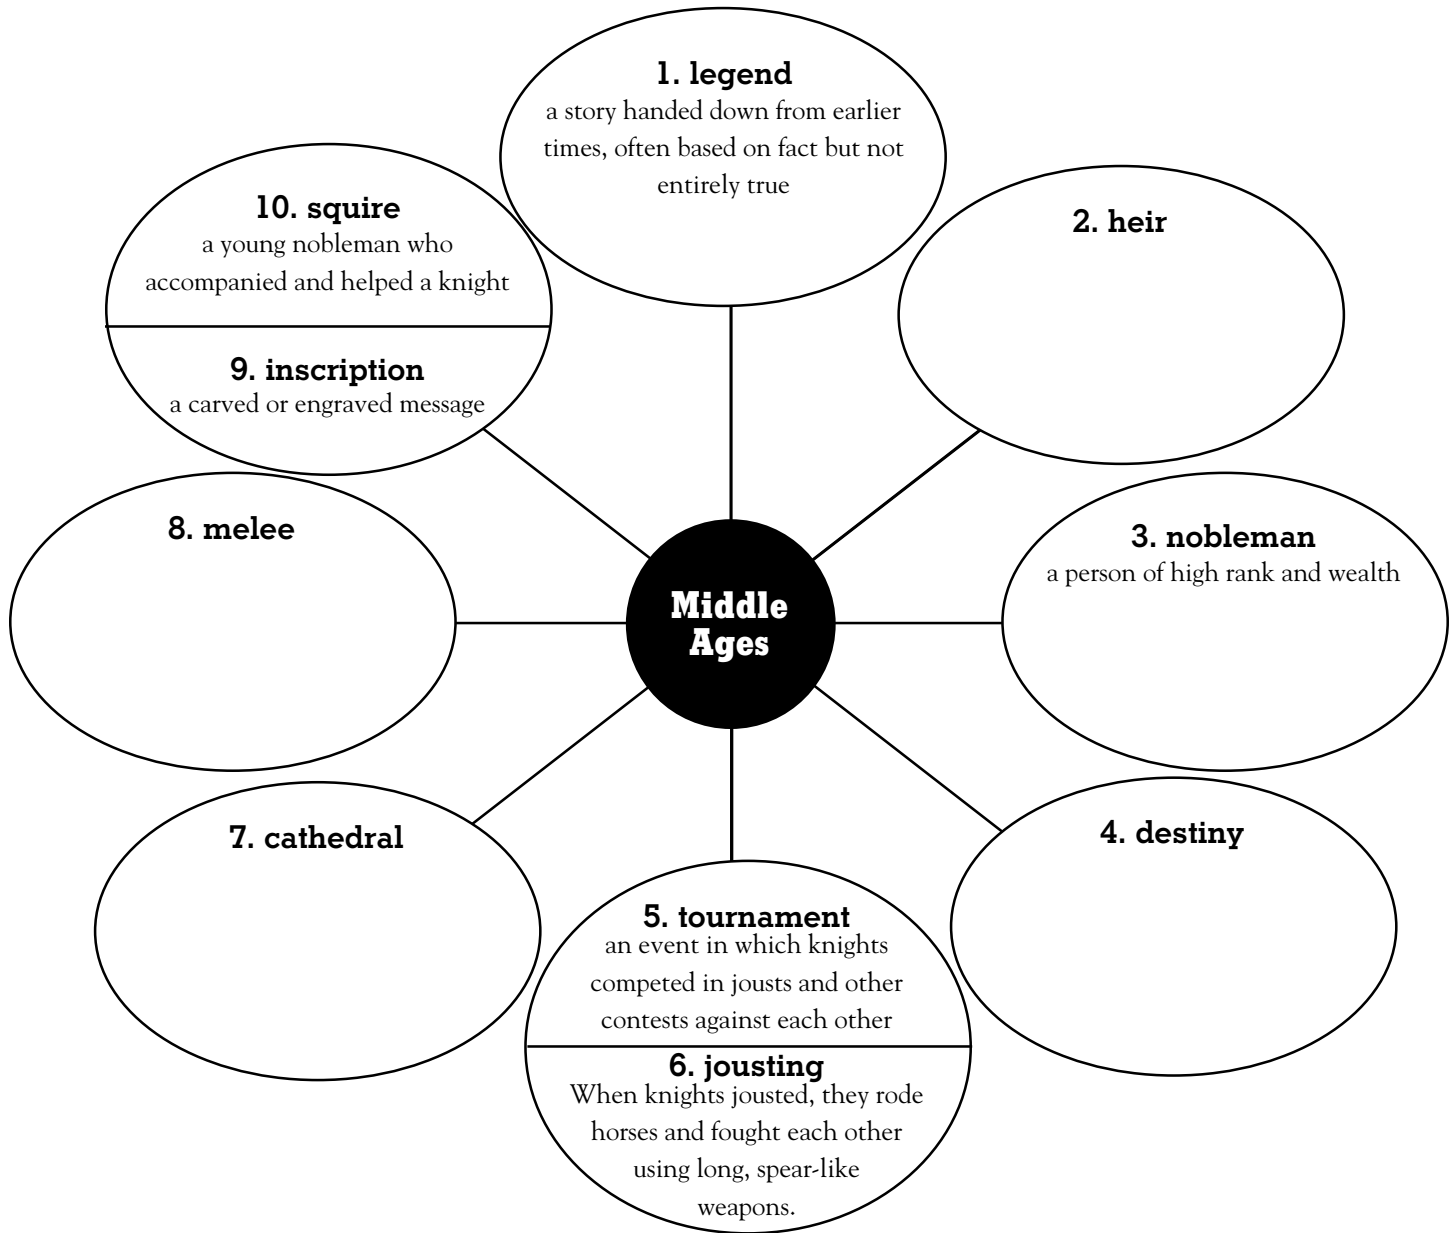 1. legend
a story handed down from earlier
times, often based on fact but not
entirely true
2. heir
3. nobleman
a person of high rank and wealth
4. destiny
5. tournament
an event in which knights
competed in jousts and other
contests against each other
6. jousting
When knights jousted, they rode
horses and fought each other
using long, spear-like
weapons.
7. cathedral
8. melee
10. squire
a young nobleman who
accompanied and helped a knight
9. inscription
a carved or engraved message
Middle
Ages